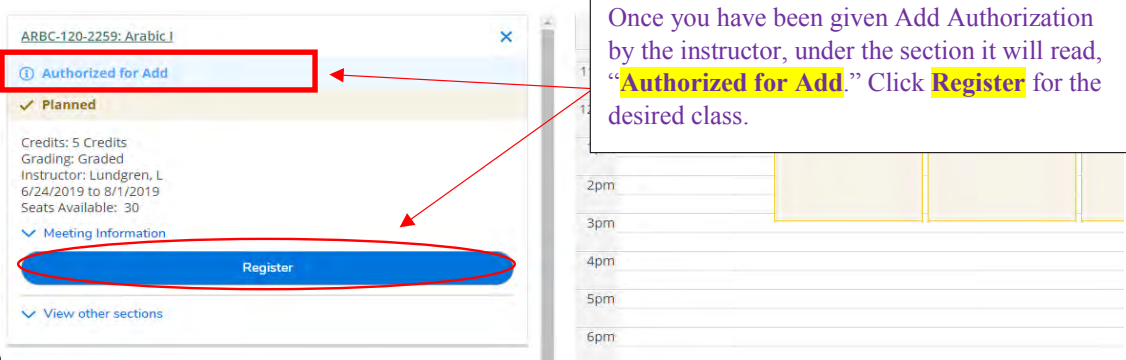 ARBC-120-2259: Arabic I
Authorized for Add
Planned
Credits: 5 Credits
Grading: Graded
Instructor: Lundgren, L
6/24/2019 to 8/1/2019
Seats Available: 30
Meeting Information
Register
View other sections
Once you have been given Add Authorization
by the instructor, under the section it will read,
“Authorized for Add.” Click Register for the
desired class.
2pm
3pm
4pm
5pm
6pm